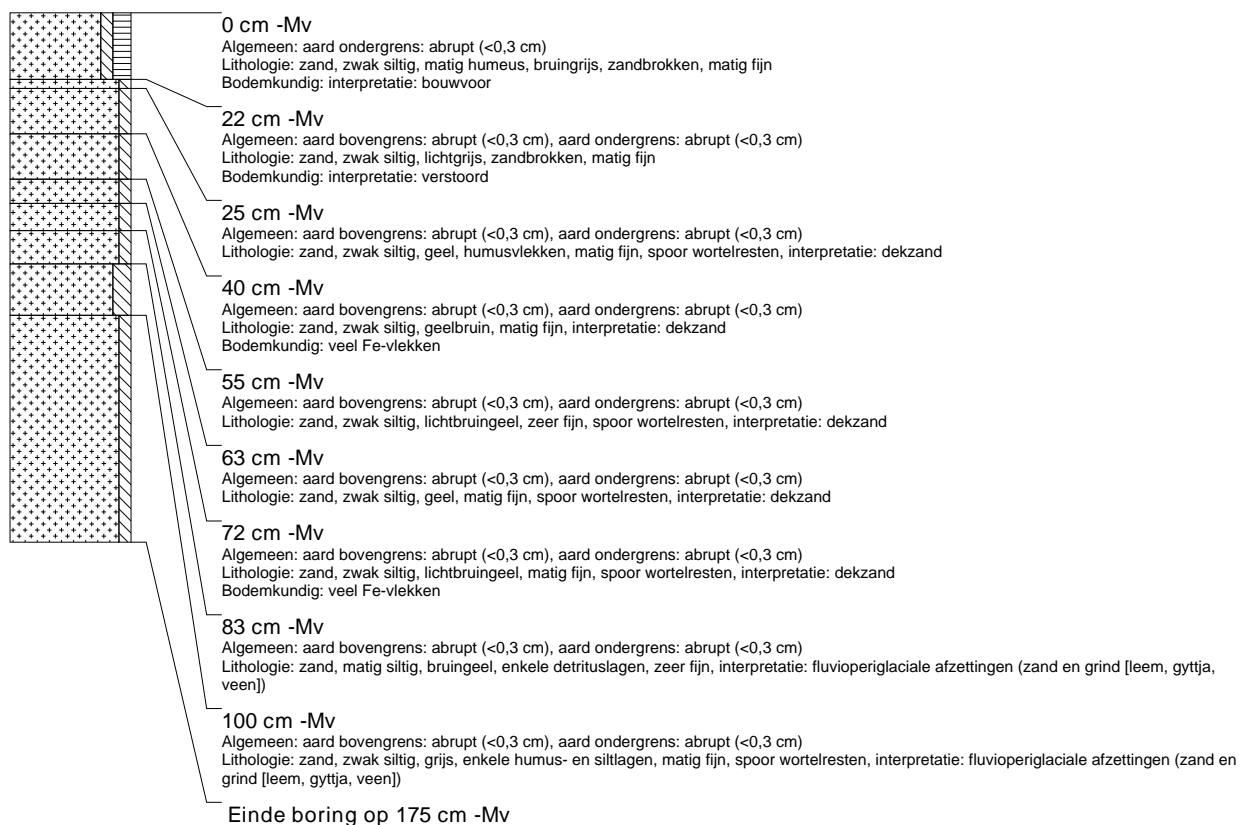 0 cm -Mv
Algemeen: aard ondergrens: abrupt (<0,3 cm)
Lithologie: zand, zwak siltig, matig humeus, bruingrijs, zandbrokken, matig fijn
Bodemkundig: interpretatie: bouwvoor
22 cm -Mv
Algemeen: aard bovengrens: abrupt (<0,3 cm), aard ondergrens: abrupt (<0,3 cm)
Lithologie: zand, zwak siltig, lichtgrijs, zandbrokken, matig fijn
Bodemkundig: interpretatie: verstoord
25 cm -Mv
Algemeen: aard bovengrens: abrupt (<0,3 cm), aard ondergrens: abrupt (<0,3 cm)
Lithologie: zand, zwak siltig, geel, humusvlekken, matig fijn, spoor wortelresten, interpretatie: dekzand
40 cm -Mv
Algemeen: aard bovengrens: abrupt (<0,3 cm), aard ondergrens: abrupt (<0,3 cm)
Lithologie: zand, zwak siltig, geelbruin, matig fijn, interpretatie: dekzand
Bodemkundig: veel Fe-vlekken
55 cm -Mv
Algemeen: aard bovengrens: abrupt (<0,3 cm), aard ondergrens: abrupt (<0,3 cm)
Lithologie: zand, zwak siltig, lichtbruingeel, zeer fijn, spoor wortelresten, interpretatie: dekzand
63 cm -Mv
Algemeen: aard bovengrens: abrupt (<0,3 cm), aard ondergrens: abrupt (<0,3 cm)
Lithologie: zand, zwak siltig, geel, matig fijn, spoor wortelresten, interpretatie: dekzand
72 cm -Mv
Algemeen: aard bovengrens: abrupt (<0,3 cm), aard ondergrens: abrupt (<0,3 cm)
Lithologie: zand, zwak siltig, lichtbruingeel, matig fijn, spoor wortelresten, interpretatie: dekzand
Bodemkundig: veel Fe-vlekken
83 cm -Mv
Algemeen: aard bovengrens: abrupt (<0,3 cm), aard ondergrens: abrupt (<0,3 cm)
Lithologie: zand, matig siltig, bruingeel, enkele detrituslagen, zeer fijn, interpretatie: fluvioperiglaciale afzettingen (zand en grind [leem, gyttja,
veen])
100 cm -Mv
Algemeen: aard bovengrens: abrupt (<0,3 cm), aard ondergrens: abrupt (<0,3 cm)
Lithologie: zand, zwak siltig, grijs, enkele humus- en siltlagen, matig fijn, spoor wortelresten, interpretatie: fluvioperiglaciale afzettingen (zand en
grind [leem, gyttja, veen])
Einde boring op 175 cm -Mv